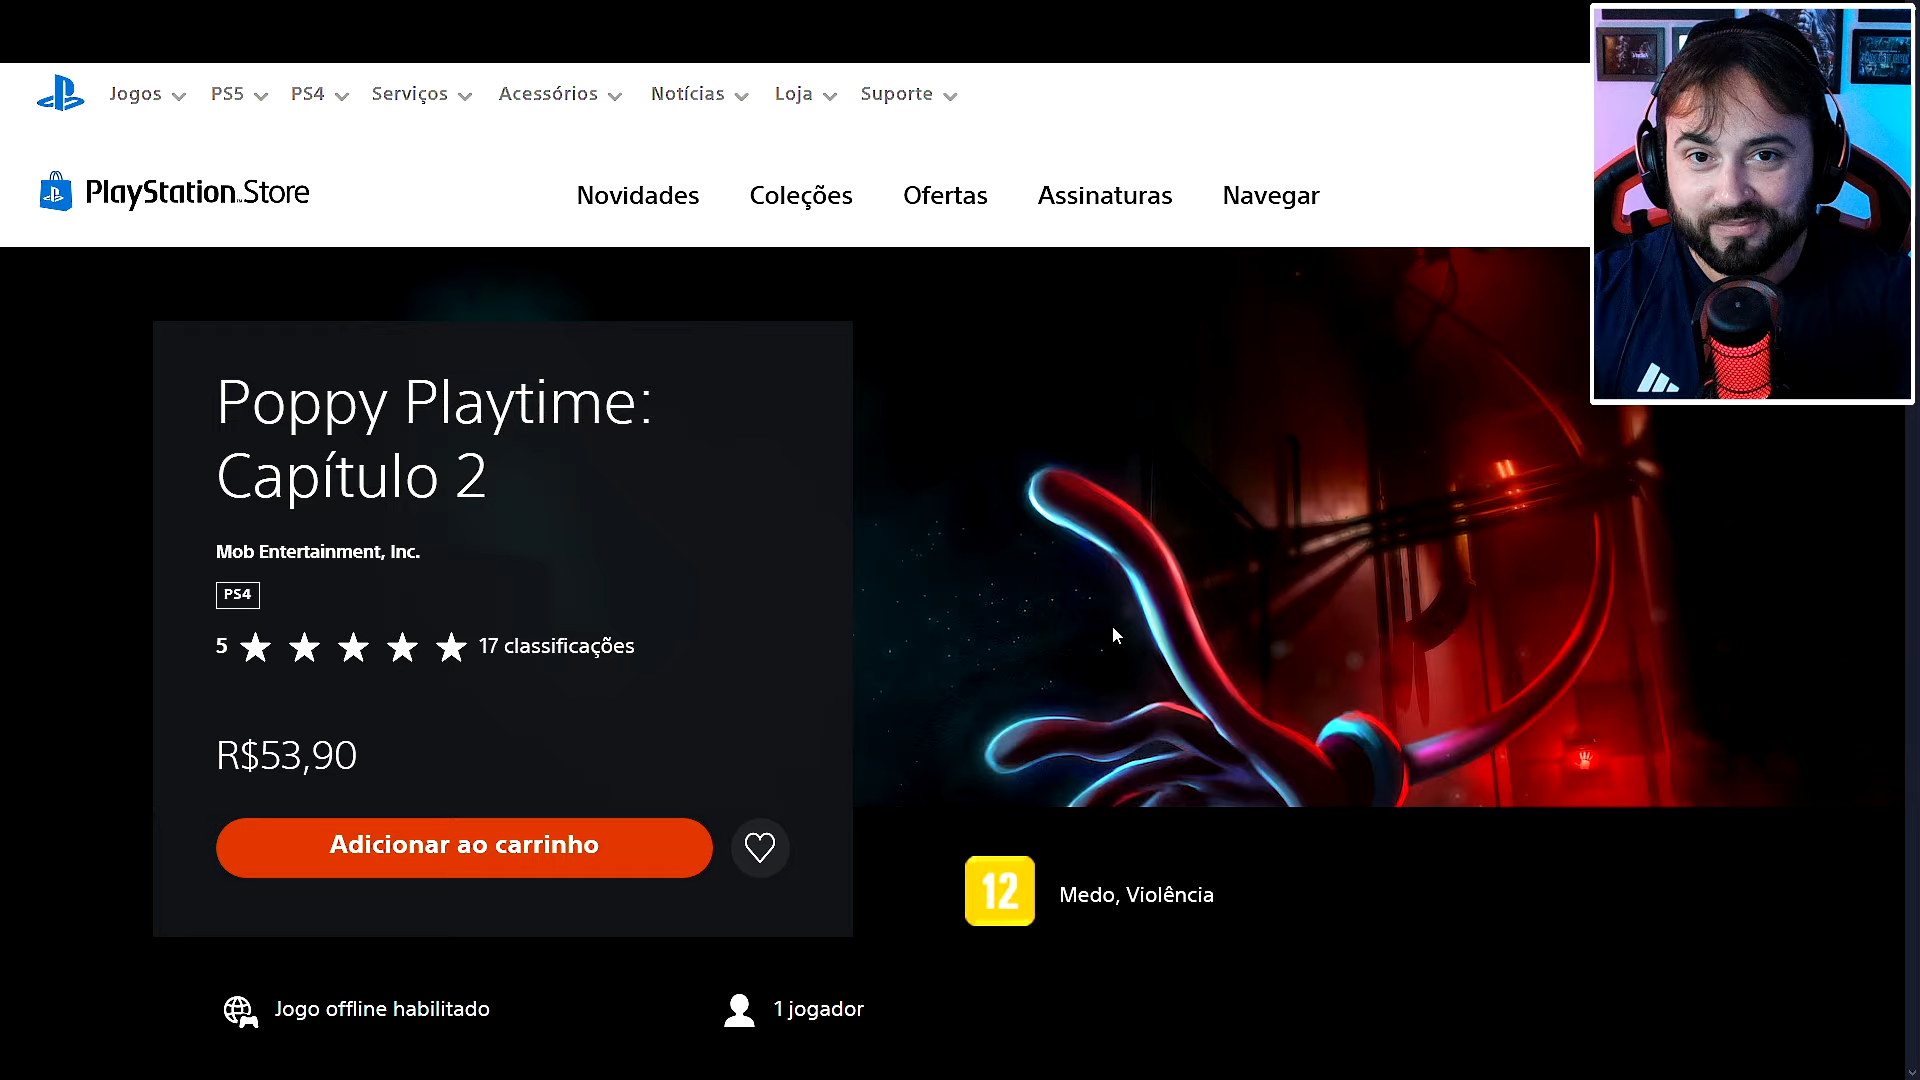 Jogos PS5 PS4 Serviços Acessórios Notícias Loja Suporte
PlayStation Store
Novidades Coleções Ofertas Assinaturas Navegar
Poppy Playtime:
Capítulo 2
Mob Entertainment, Inc.
PS4
5 17 classificações
R$53,90
Adicionar ao carrinho
12 Medo, Violência
Jogo offline habilitado 1 jogador